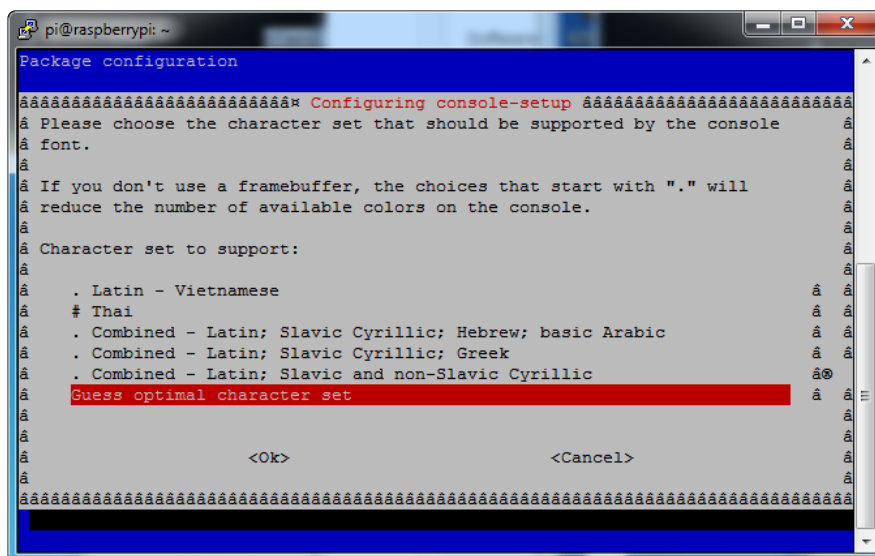 pi@raspberrypi: ~
Package configuration
âââââââââââââââââââââââââ⤠Configuring console-setup ââââââââââââââââââââââââââ
â Please choose the character set that should be supported by the console â
â font. â
â â
â If you don't use a framebuffer, the choices that start with "." will â
â reduce the number of available colors on the console. â
â â
â Character set to support: â
â â
â . Latin - Vietnamese â â
â # Thai â â
â . Combined - Latin; Slavic Cyrillic; Hebrew; basic Arabic â â
â . Combined - Latin; Slavic Cyrillic; Greek â â
â . Combined - Latin; Slavic and non-Slavic Cyrillic â®
â Guess optimal character set â â
â â
â â
â <Ok> <Cancel> â
â â
ââââââââââââââââââââââââââââââââââââââââââââââââââââââââââââââââââââââââââââââââ